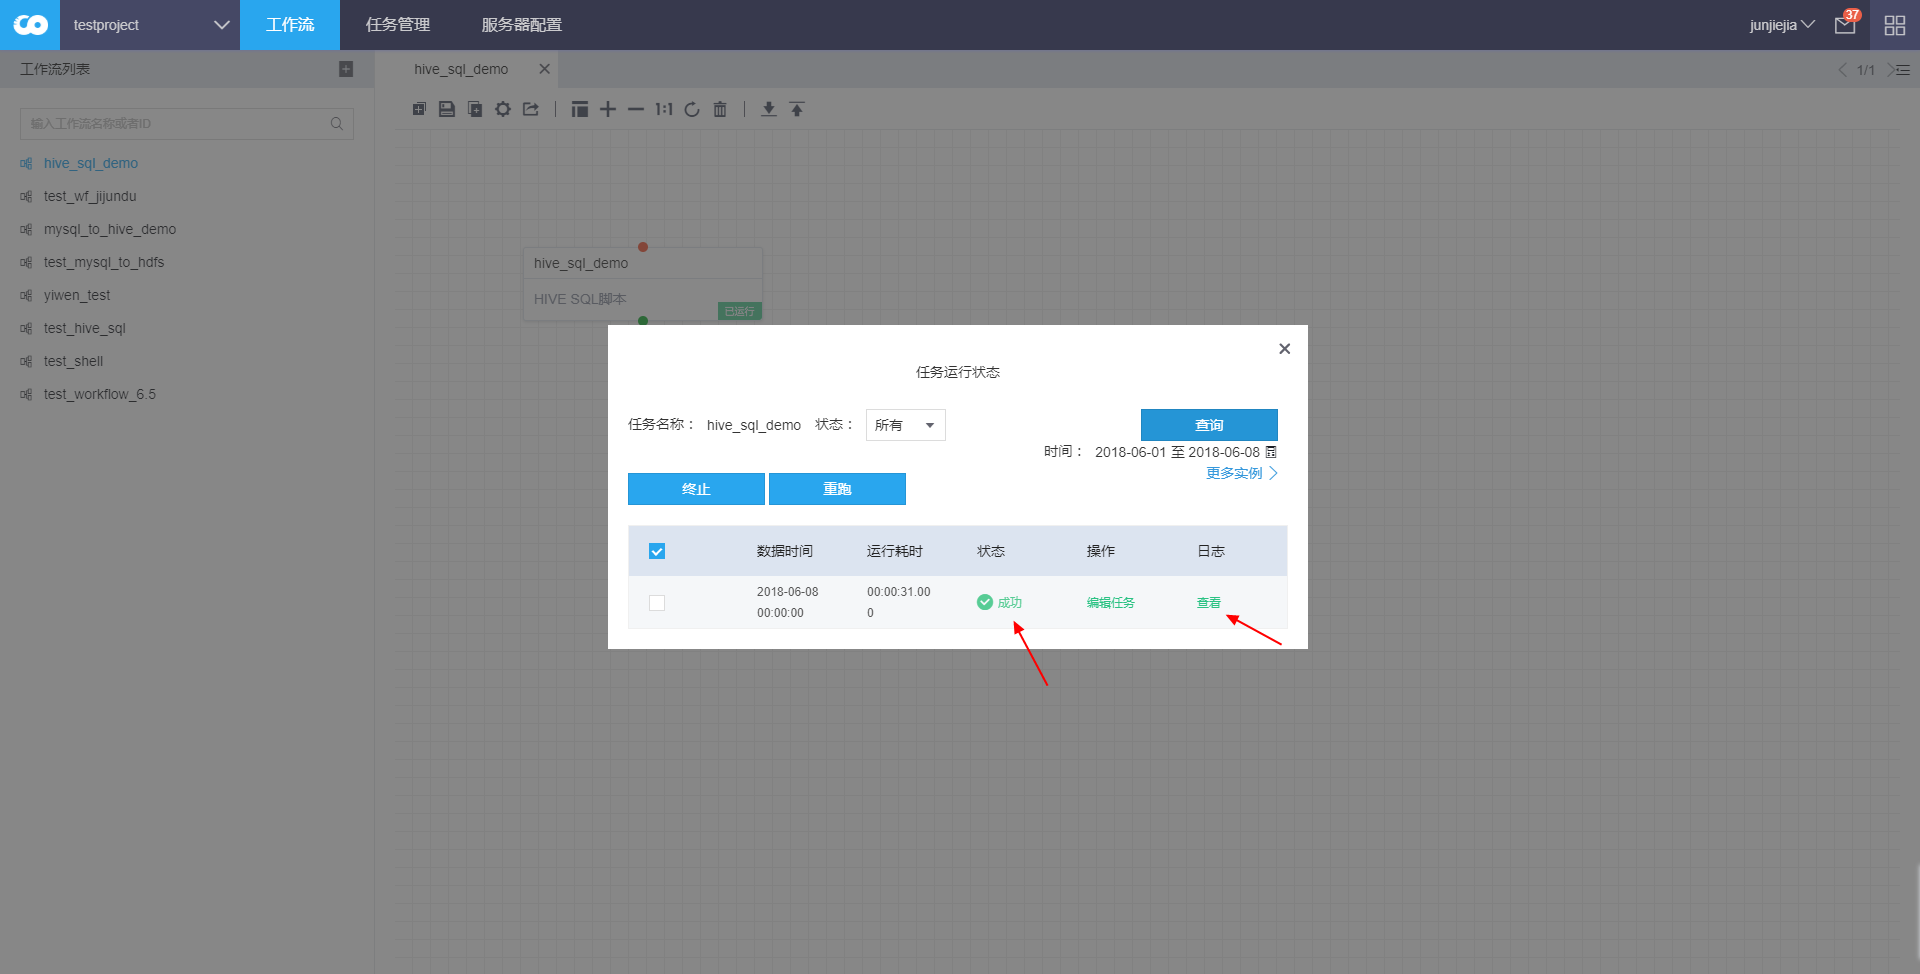 testproject
工作流
任务管理
服务器配置
junjiejia
37
工作流列表
hive_sql_demo
1/1
输入工作流名称或者ID
1:1
hive_sql_demo
test_wf_jijundu
mysql_to_hive_demo
test_mysql_to_hdfs
yiwen_test
test_hive_sql
test_shell
test_workflow_6.5
hive_sql_demo
HIVE SQL脚本
已运行
任务运行状态
任务名称： hive_sql_demo 状态： 所有
查询
时间： 2018-06-01 至 2018-06-08
更多实例
终止
重跑
数据时间 运行耗时 状态 操作 日志
2018-06-08 00:00:31.00
00:00:00 0
成功 编辑任务 查看